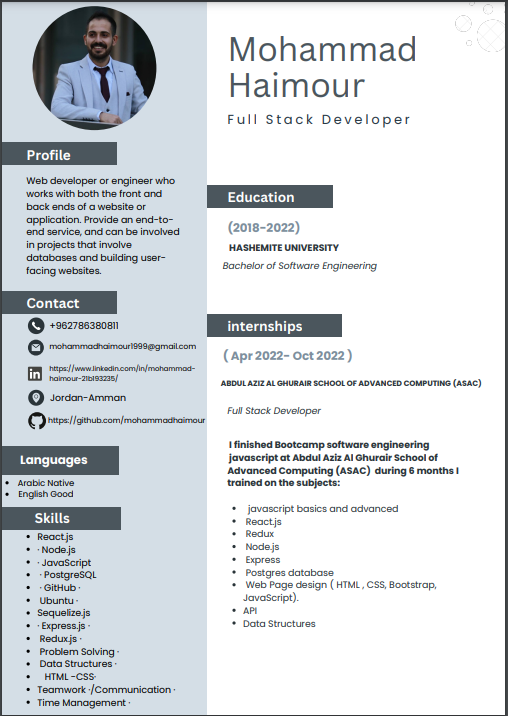 Mohammad
Haimour
Full Stack Developer
Profile
Web developer or engineer who
works with both the front and
back ends of a website or
application. Provide an end-to-
end service, and can be involved
in projects that involve
databases and building user-
facing websites.
Contact
+962786380811
mohammadhaimour1999@gmail.com
https://www.linkedin.com/in/mohammad-
haimour-21b193235/
Jordan-Amman
https://github.com/mohammadhaimour
Languages
• Arabic Native
• English Good
Skills
• React.js
• · Node.js
• · JavaScript
• · PostgreSQL
• · GitHub ·
• Ubuntu ·
• Sequelize.js
• · Express.js ·
• Redux.js ·
• Problem Solving ·
• Data Structures ·
• HTML -CSS·
• Teamwork ·/Communication ·
• Time Management ·
Education
(2018-2022)
HASHEMITE UNIVERSITY
Bachelor of Software Engineering
internships
( Apr 2022- Oct 2022 )
ABDUL AZIZ AL GHURAIR SCHOOL OF ADVANCED COMPUTING (ASAC)
Full Stack Developer
I finished Bootcamp software engineering
javascript at Abdul Aziz Al Ghurair School of
Advanced Computing (ASAC) during 6 months I
trained on the subjects:
• javascript basics and advanced
• React.js
• Redux
• Node.js
• Express
• Postgres database
• Web Page design ( HTML , CSS, Bootstrap,
JavaScript).
• API
• Data Structures